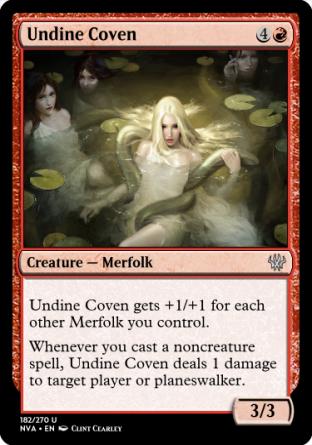 Undine Coven 4
Creature — Merfolk
Undine Coven gets +1/+1 for each
other Merfolk you control.
Whenever you cast a noncreature
spell, Undine Coven deals 1 damage
to target player or planeswalker.
3/3
182/270 U
NVA • EN Clint Cearley